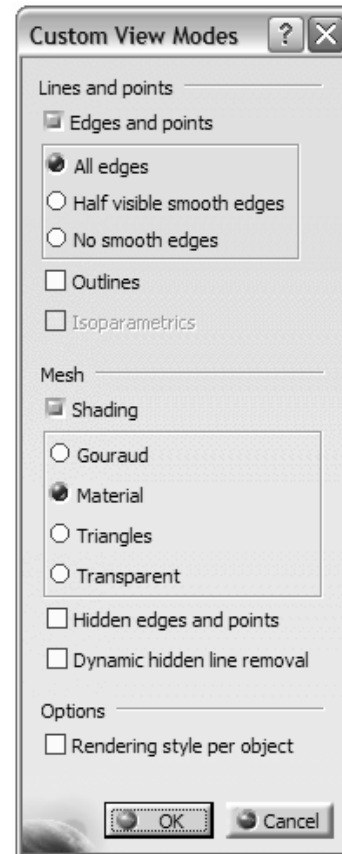 Custom View Modes
Lines and points
Edges and points
All edges
Half visible smooth edges
No smooth edges
Outlines
Isoparametrics
Mesh
Shading
Gouraud
Material
Triangles
Transparent
Hidden edges and points
Dynamic hidden line removal
Options
Rendering style per object
OK Cancel